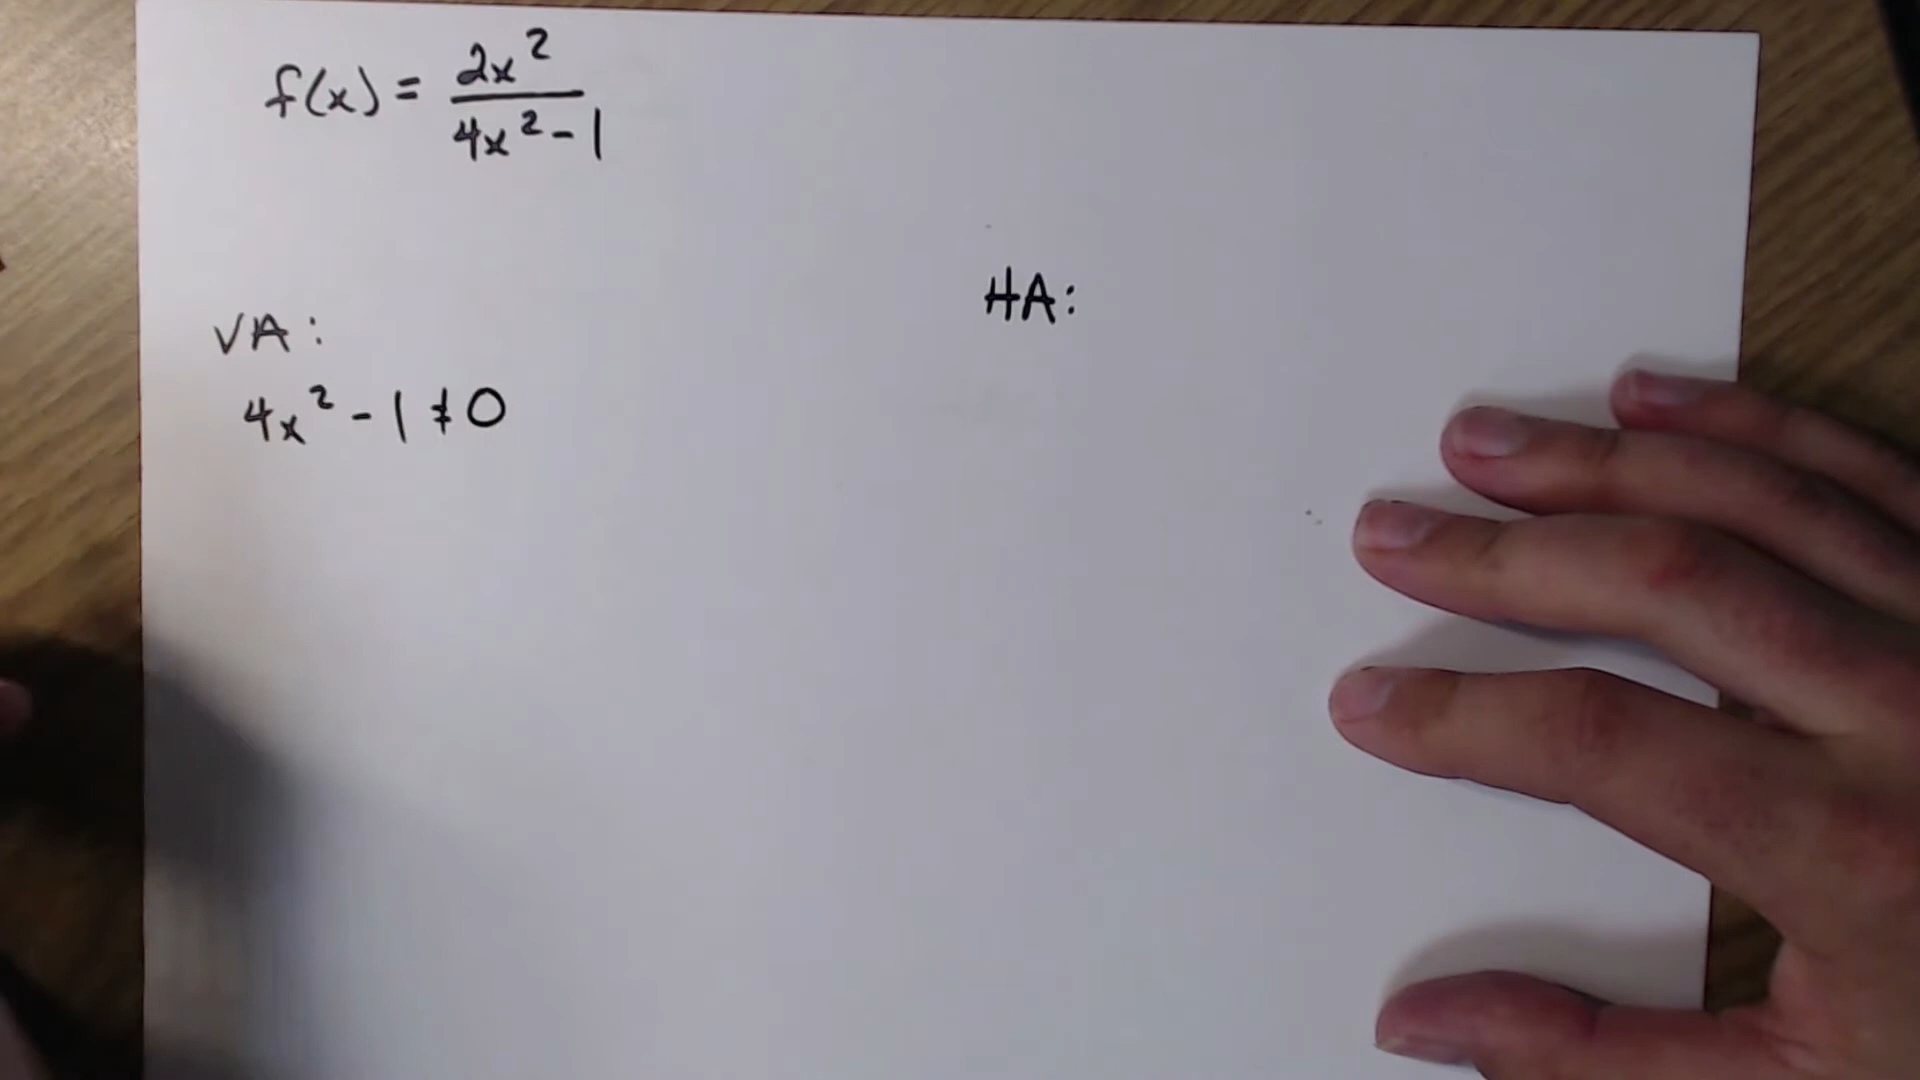 f(x) = 2x² / 4x² - 1
VA:
4x² - 1 ≠ 0
HA: